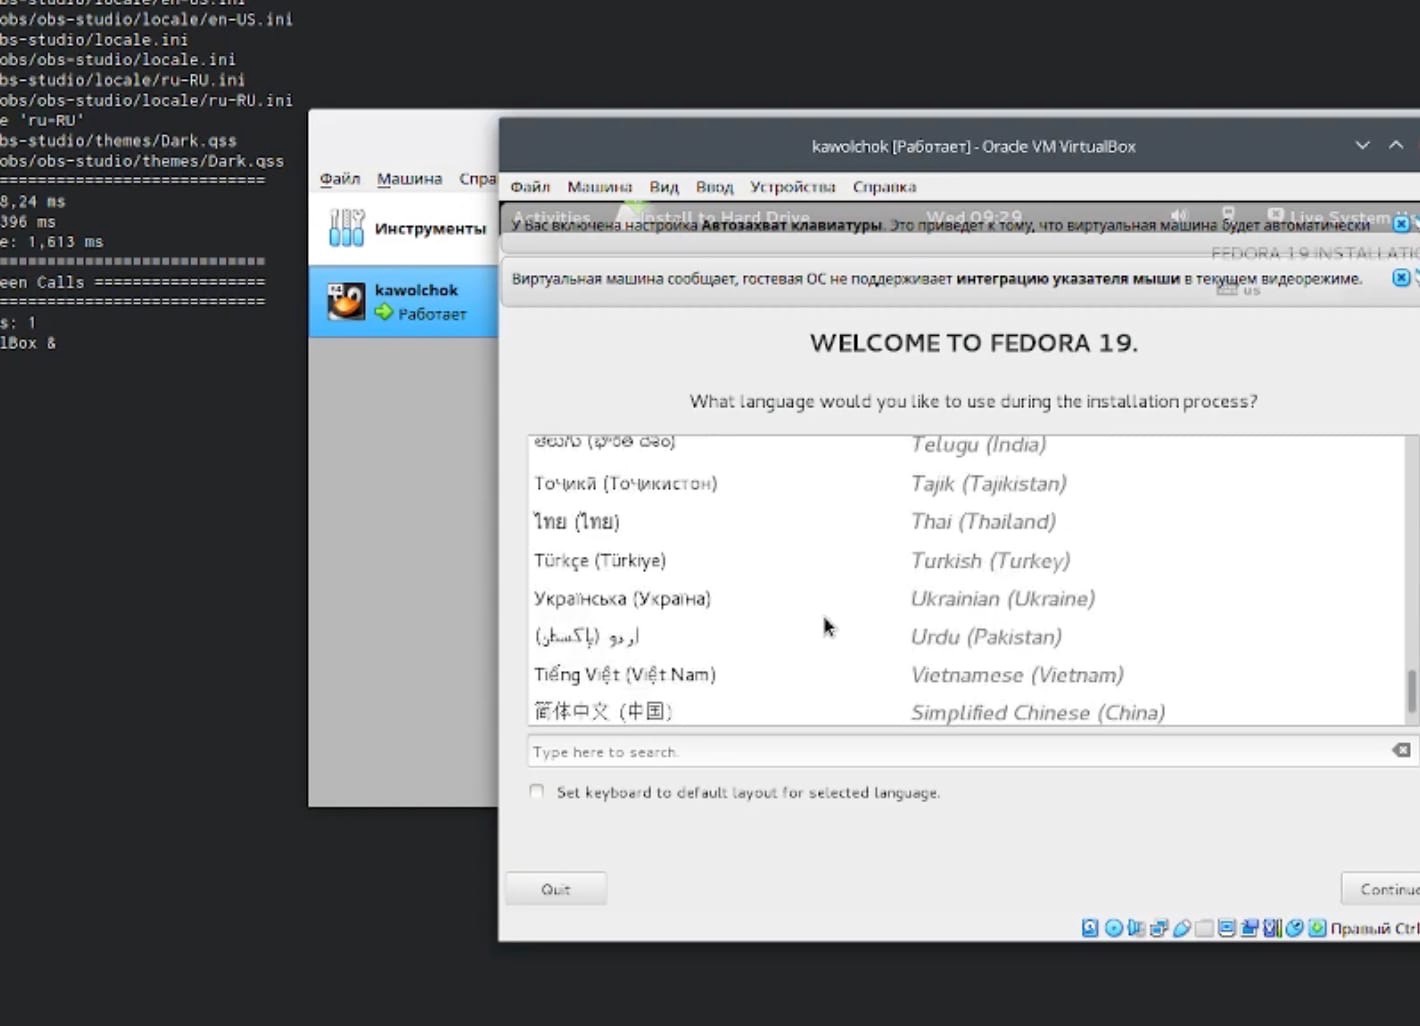 obs/obs-studio/locale/en-US.ini
bs-studio/locale.ini
obs/obs-studio/locale.ini
bs-studio/locale/ru-RU.ini
obs/obs-studio/locale/ru-RU.ini
e 'ru-RU'
bs-studio/themes/Dark.qss
obs/obs-studio/themes/Dark.qss
============================
8,24 ms
396 ms
e: 1,613 ms
============================
een Calls ==================
============================
s: 1
lBox &
Файл Машина Спра
Инструменты
kawolchok
Работает
kawolchok [Работает] - Oracle VM VirtualBox
Файл Машина Вид Ввод Устройства Справка
Activities Install to Hard Drive Wed 09:29 Live System Us
У Вас включена настройка Автозахват клавиатуры. Это приведет к тому, что виртуальная машина будет автоматически
FEDORA 19 INSTALLATIO
Виртуальная машина сообщает, гостевая ОС не поддерживает интеграцию указателя мыши в текущем видеорежиме.
us
WELCOME TO FEDORA 19.
What language would you like to use during the installation process?
Telugu (India)
Тоҷикӣ (Тоҷикистон) Tajik (Tajikistan)
ไทย (ไทย) Thai (Thailand)
Türkçe (Türkiye) Turkish (Turkey)
Українська (Україна) Ukrainian (Ukraine)
اردو (پاکستان) Urdu (Pakistan)
Tiếng Việt (Việt Nam) Vietnamese (Vietnam)
简体中文 (中国) Simplified Chinese (China)
Type here to search.
Set keyboard to default layout for selected language.
Quit
Continue
Правый Ctrl